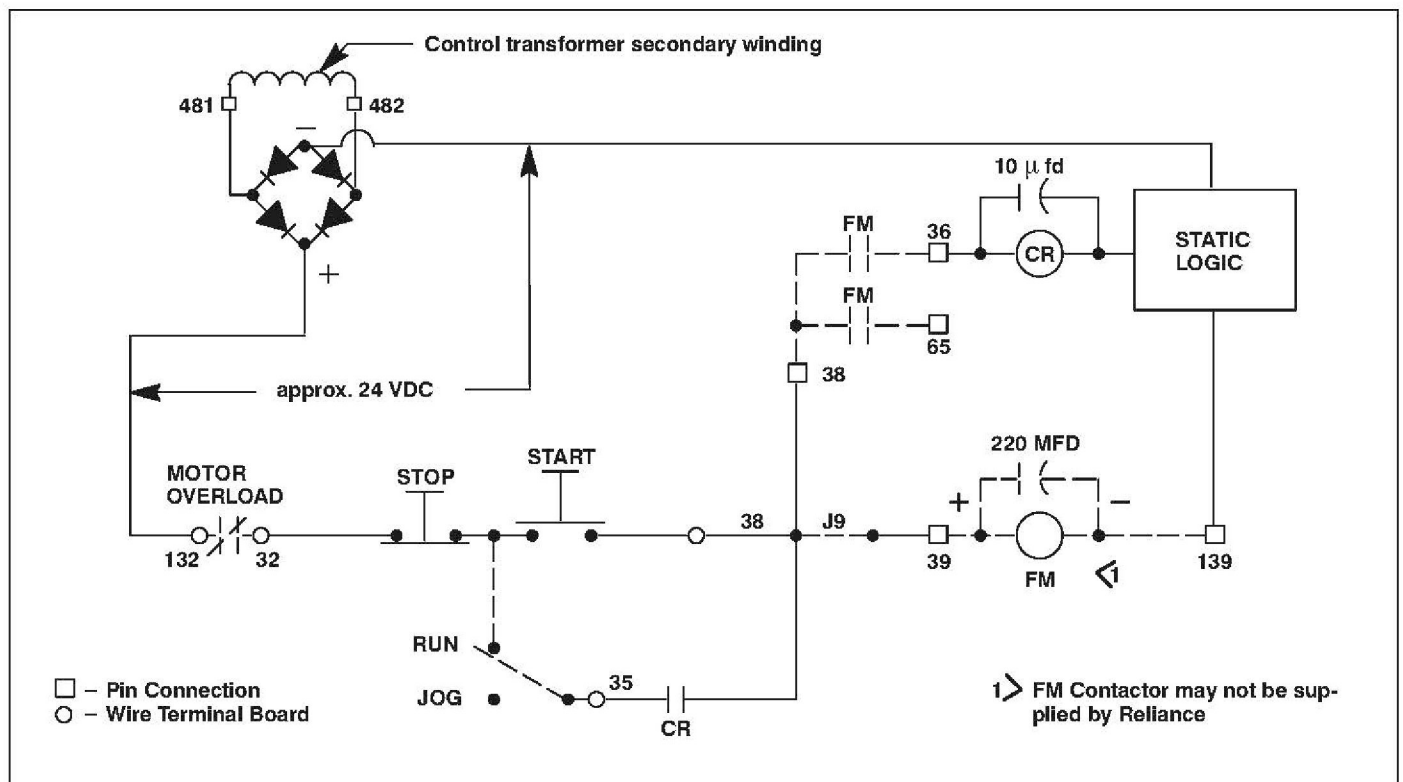 Control transformer secondary winding
481
482
–
+
10 µ fd
FM
36
CR
STATIC
LOGIC
FM
65
38
approx. 24 VDC
MOTOR
OVERLOAD
STOP
START
220 MFD
+
–
132
32
38
J9
39
FM
1
139
RUN
JOG
35
CR
– Pin Connection
– Wire Terminal Board
1 FM Contactor may not be sup-
plied by Reliance